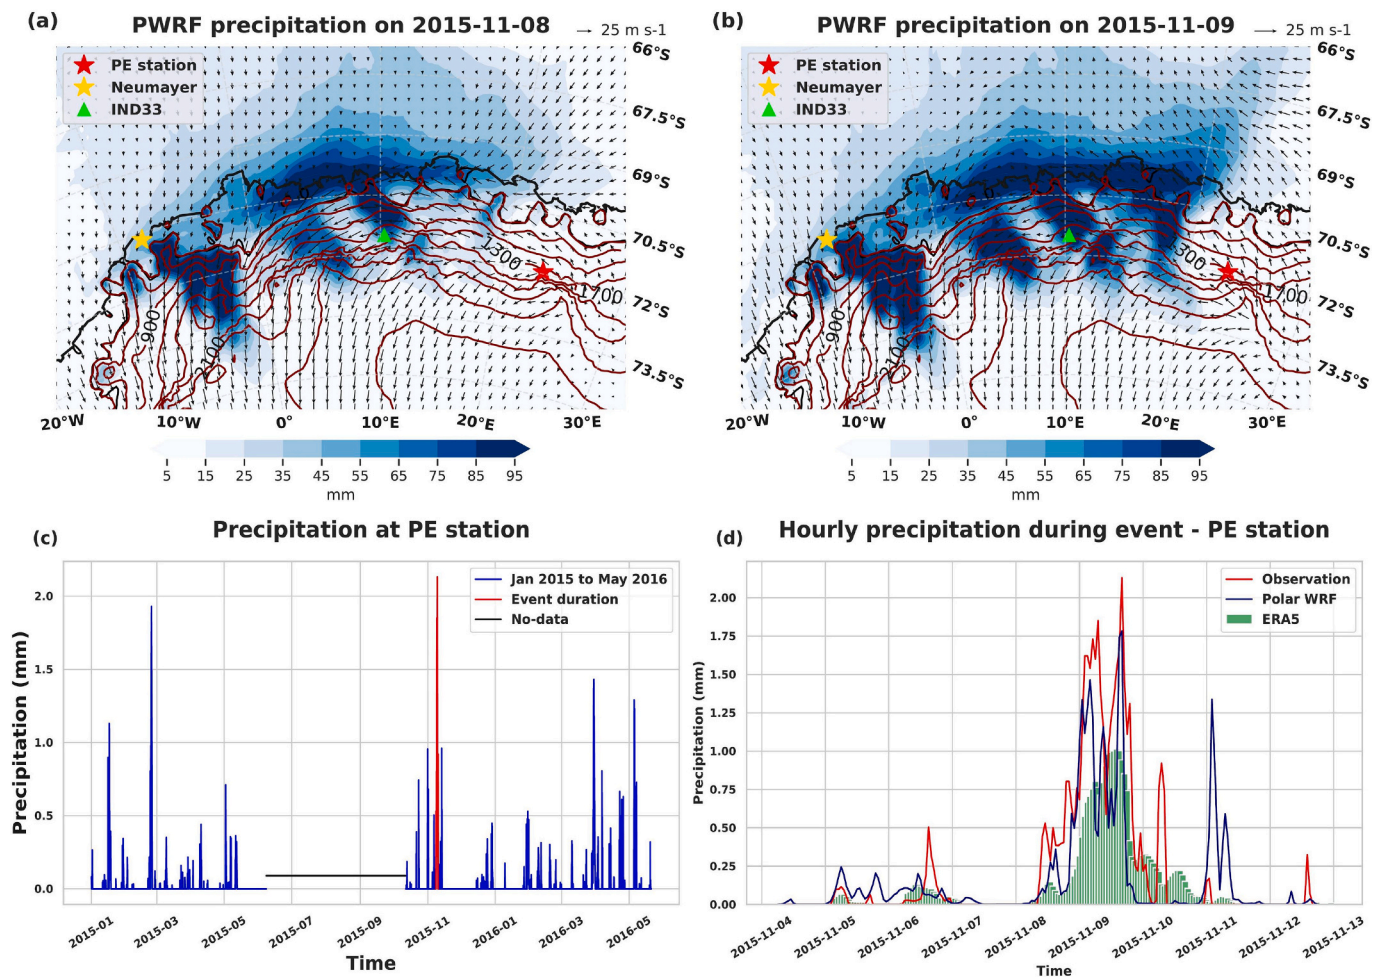 (a)
PWRF precipitation on 2015-11-08
25 m s-1
PE station
Neumayer
IND33
66°S
67.5°S
69°S
70.5°S
72°S
73.5°S
1300
1700
900
2100
20°W
10°W
0°
10°E
20°E
30°E
5 15 25 35 45 55 65 75 85 95
mm
(b)
PWRF precipitation on 2015-11-09
25 m s-1
PE station
Neumayer
IND33
66°S
67.5°S
69°S
70.5°S
72°S
73.5°S
1300
1700
900
2100
20°W
10°W
0°
10°E
20°E
30°E
5 15 25 35 45 55 65 75 85 95
mm
(c)
Precipitation at PE station
Jan 2015 to May 2016
Event duration
No-data
Precipitation (mm)
2.0
1.5
1.0
0.5
0.0
2015-01
2015-03
2015-05
2015-07
2015-09
2015-11
2016-01
2016-03
2016-05
Time
(d)
Hourly precipitation during event - PE station
Observation
Polar WRF
ERA5
Precipitation (mm)
2.00
1.75
1.50
1.25
1.00
0.75
0.50
0.25
0.00
2015-11-04
2015-11-05
2015-11-06
2015-11-07
2015-11-08
2015-11-09
2015-11-10
2015-11-11
2015-11-12
2015-11-13
Time